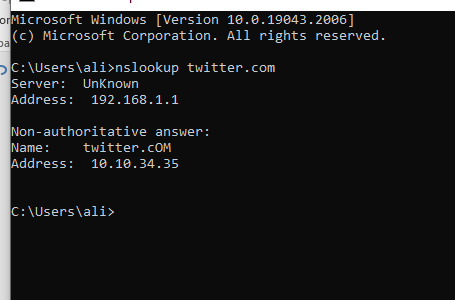 Microsoft Windows [Version 10.0.19043.2006]
(c) Microsoft Corporation. All rights reserved.
C:\Users\ali>nslookup twitter.com
Server:  UnKnown
Address:  192.168.1.1
Non-authoritative answer:
Name:    twitter.cOM
Address:  10.10.34.35
C:\Users\ali>